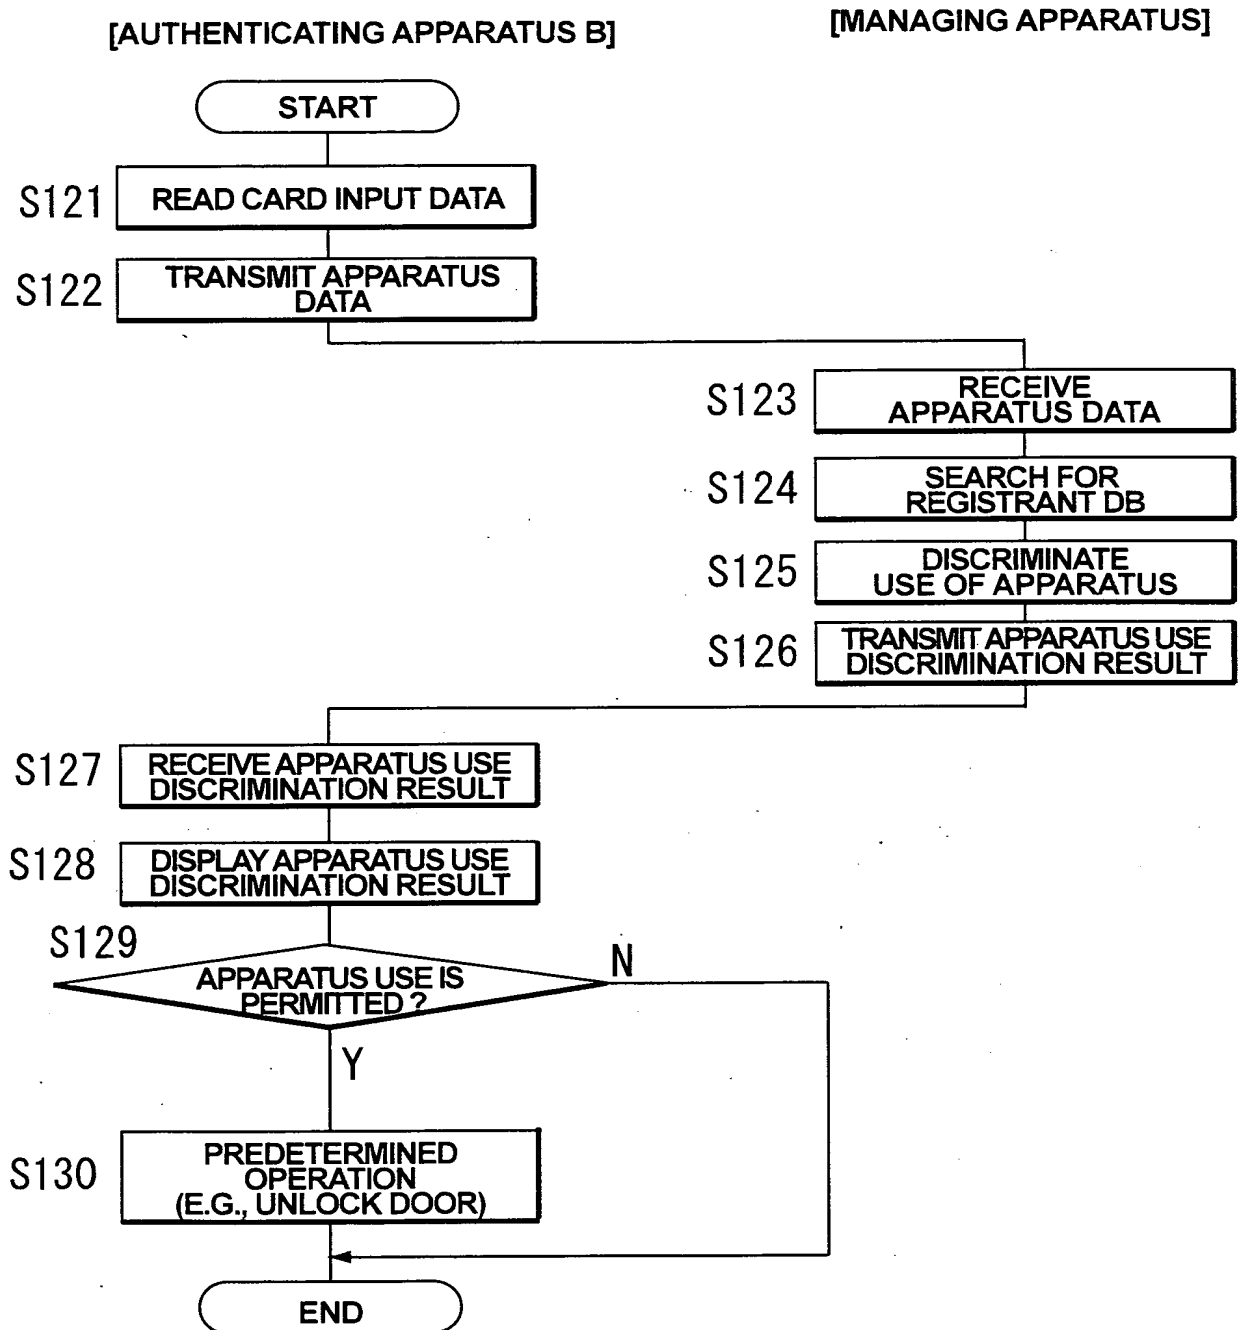 [AUTHENTICATING APPARATUS B]
[MANAGING APPARATUS]
START
S121
READ CARD INPUT DATA
S122
TRANSMIT APPARATUS
DATA
S123
RECEIVE
APPARATUS DATA
S124
SEARCH FOR
REGISTRANT DB
S125
DISCRIMINATE
USE OF APPARATUS
S126
TRANSMIT APPARATUS USE
DISCRIMINATION RESULT
S127
RECEIVE APPARATUS USE
DISCRIMINATION RESULT
S128
DISPLAY APPARATUS USE
DISCRIMINATION RESULT
S129
APPARATUS USE IS
PERMITTED ?
N
Y
S130
PREDETERMINED
OPERATION
(E.G., UNLOCK DOOR)
END